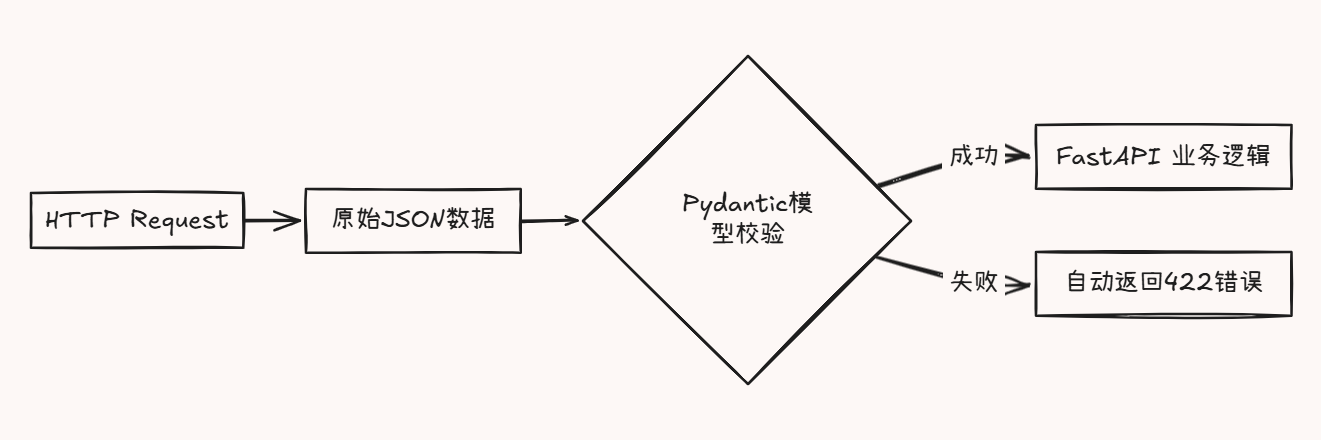 HTTP Request
原始JSON数据
Pydantic模
型校验
成功
FastAPI 业务逻辑
失败
自动返回422错误